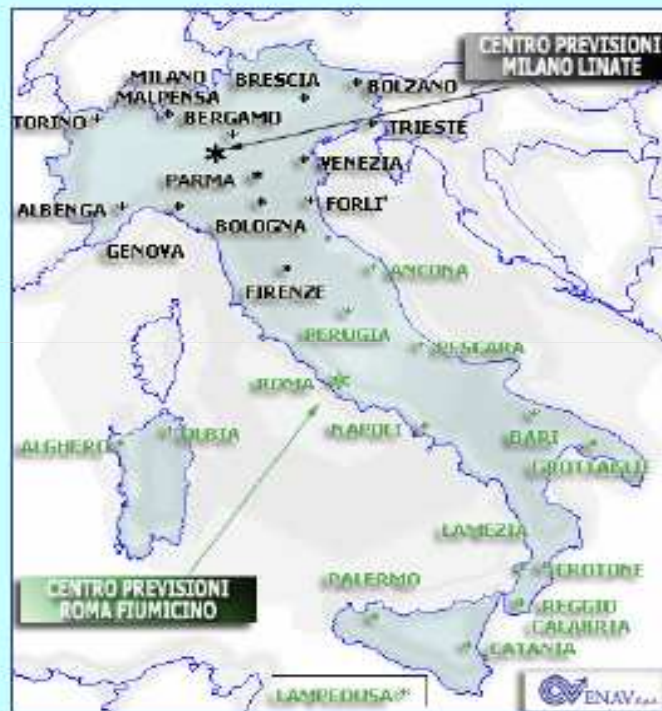 CENTRO PREVISIONI
MILANO LINATE
MILANO
MALPENSA
BRESCIA
BOLZANO
TORINO
BERGAMO
TRIESTE
VENEZIA
PARMA
ALBENGA
FORLI'
BOLOGNA
GENOVA
ANCONA
FIRENZE
PERUGIA
PESCARA
ROMA
NAPOLI
BARI
ALGHERO
OLBIA
GROTTAGLIE
LAMEZIA
CROTONE
CENTRO PREVISIONI
ROMA FIUMICINO
PALERMO
REGGIO
CALABRIA
CATANIA
LAMPEDUSA
ENAV S.p.A.